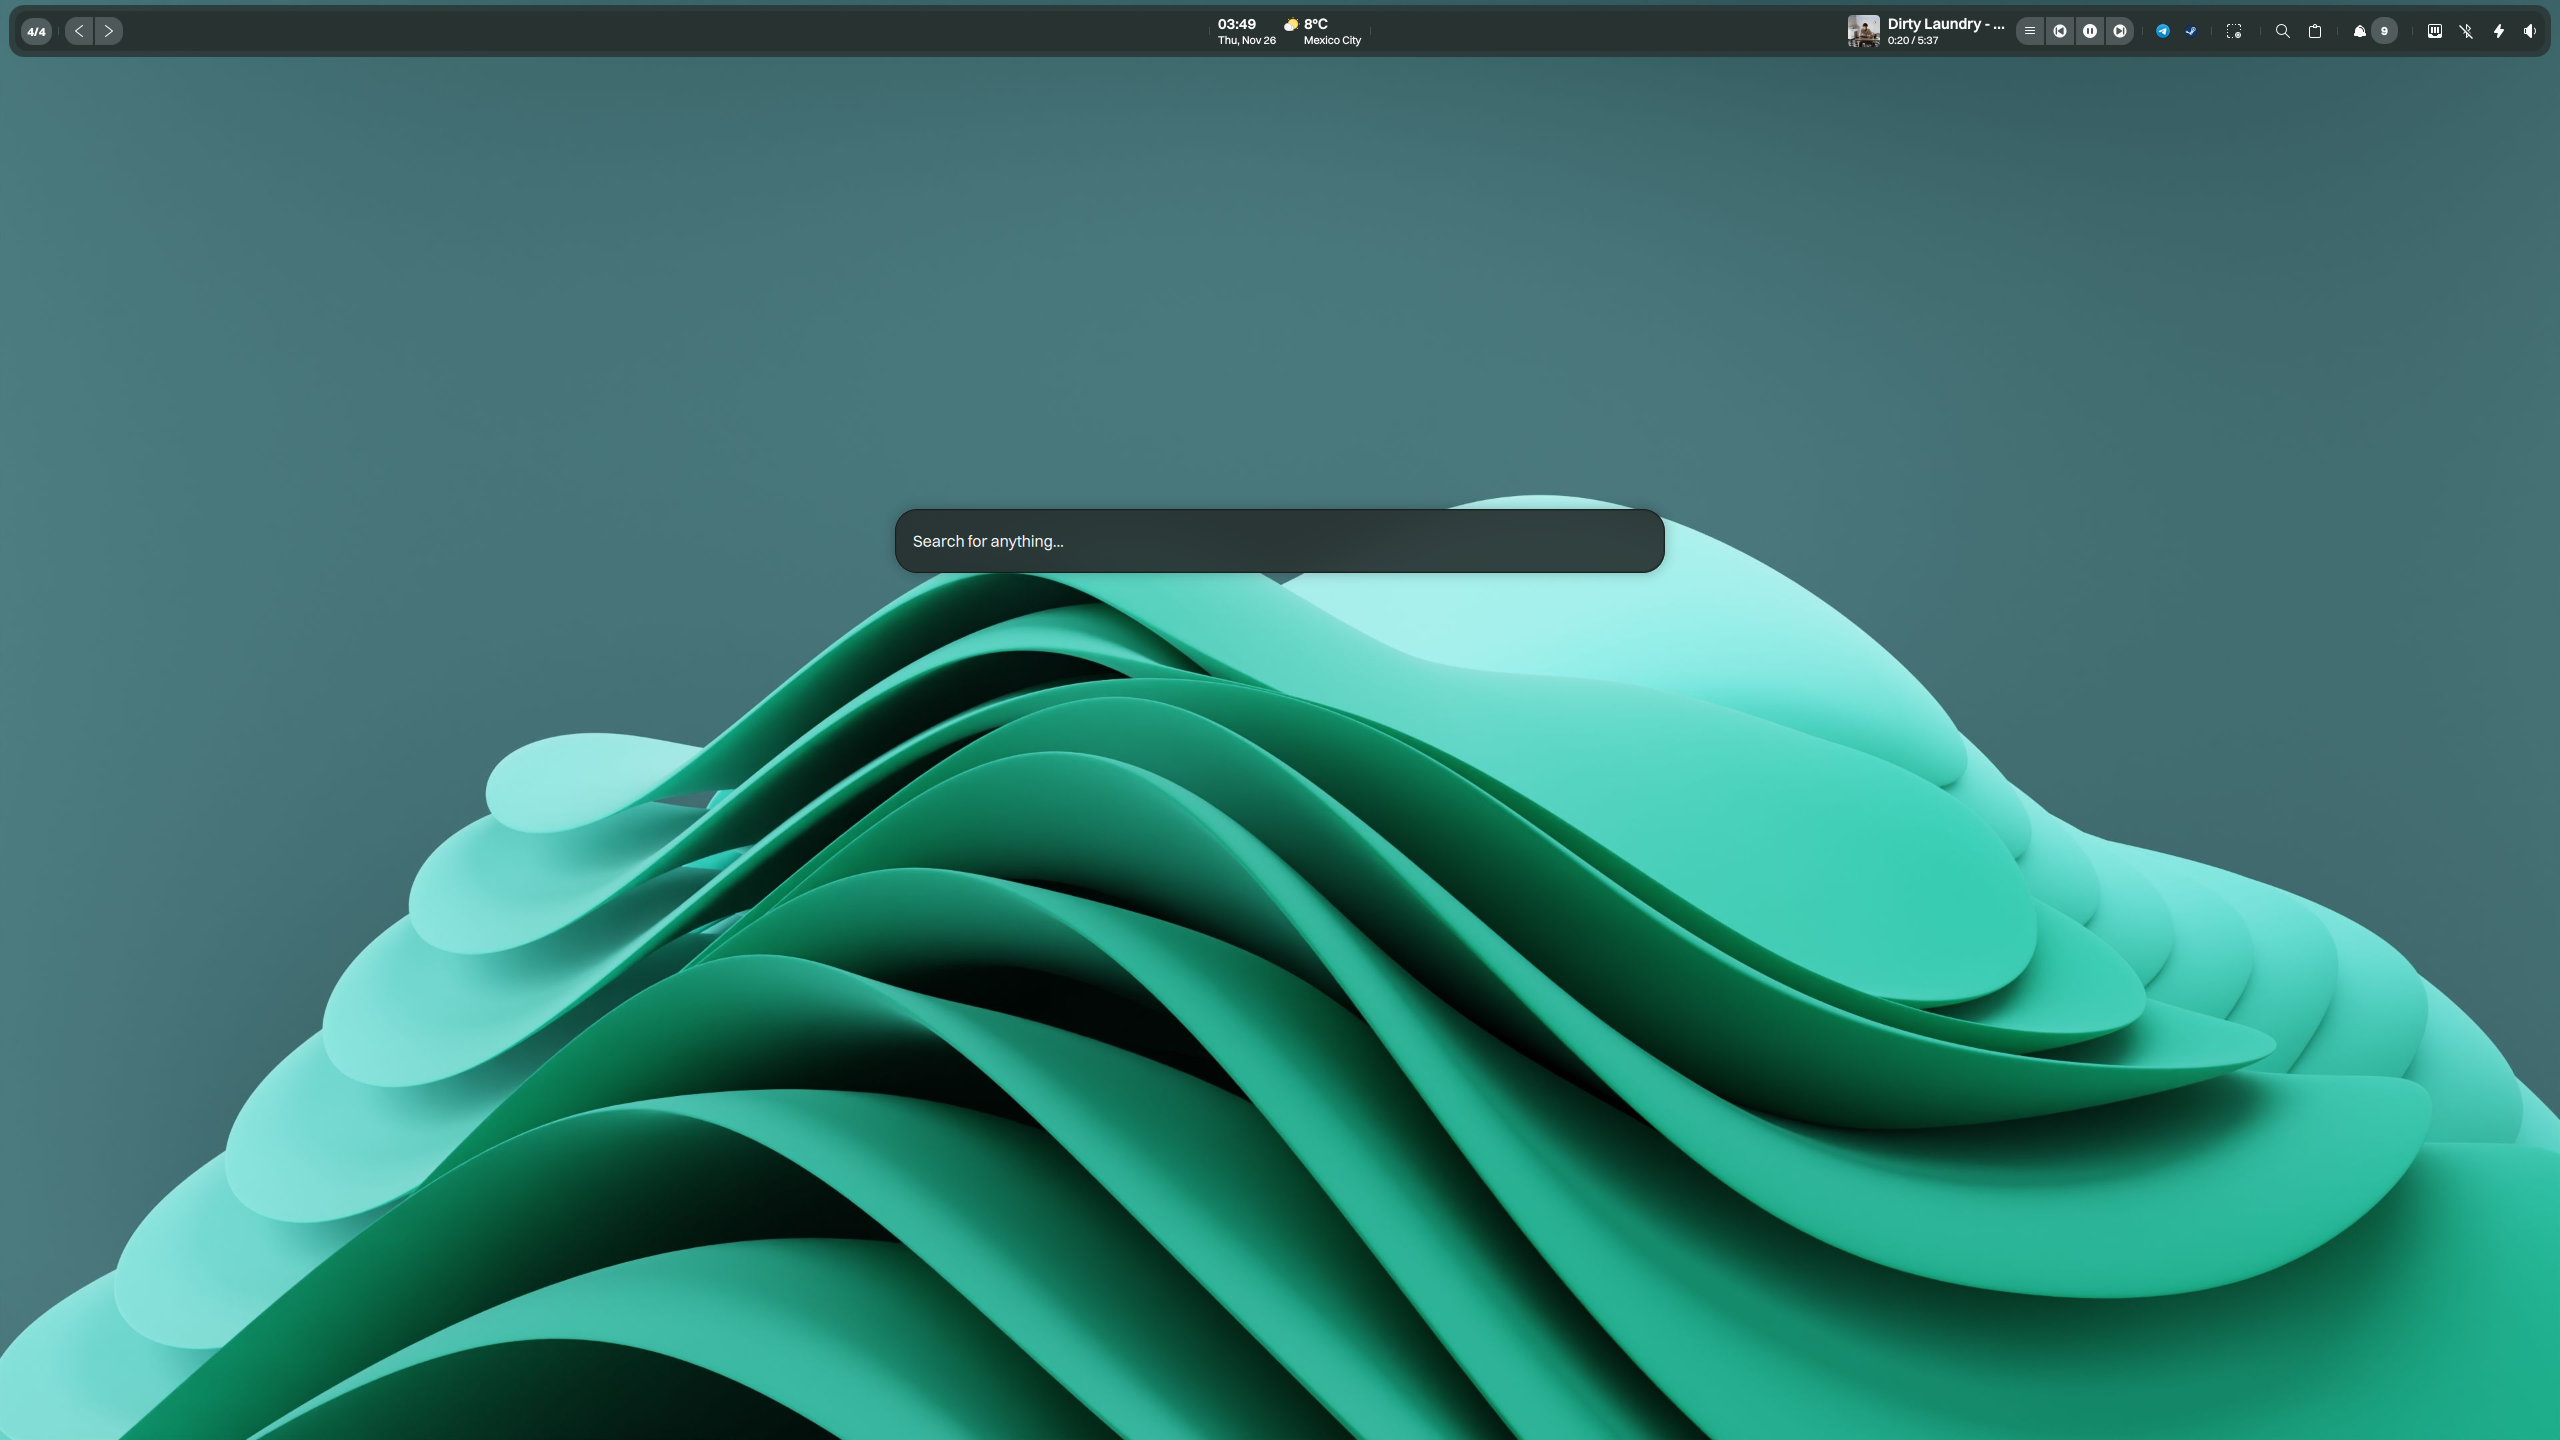 4/4
03:49
Thu, Nov 26
8°C
Mexico City
Dirty Laundry - ...
0:20 / 5:37
9
Search for anything...